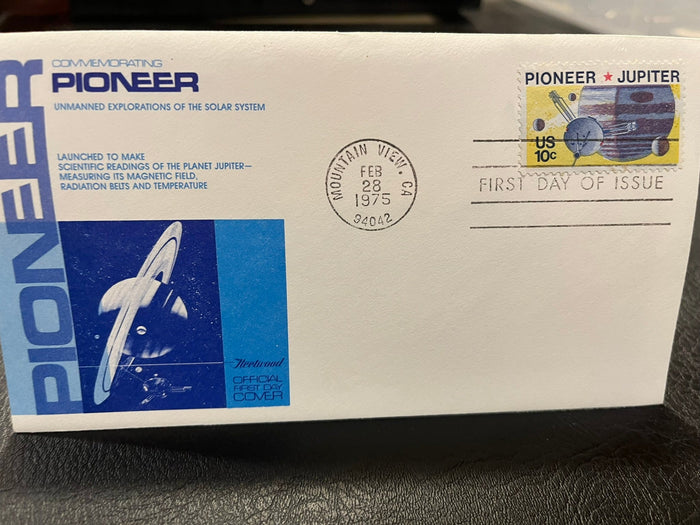 PIONEER
COMMEMORATING
PIONEER
UNMANNED EXPLORATIONS OF THE SOLAR SYSTEM
LAUNCHED TO MAKE
SCIENTIFIC READINGS OF THE PLANET JUPITER—
MEASURING ITS MAGNETIC FIELD,
RADIATION BELTS AND TEMPERATURE
Fleetwood
OFFICIAL
FIRST DAY
COVER
MOUNTAIN VIEW, CA
FEB
28
1975
94042
PIONEER ★ JUPITER
US
10c
FIRST DAY OF ISSUE